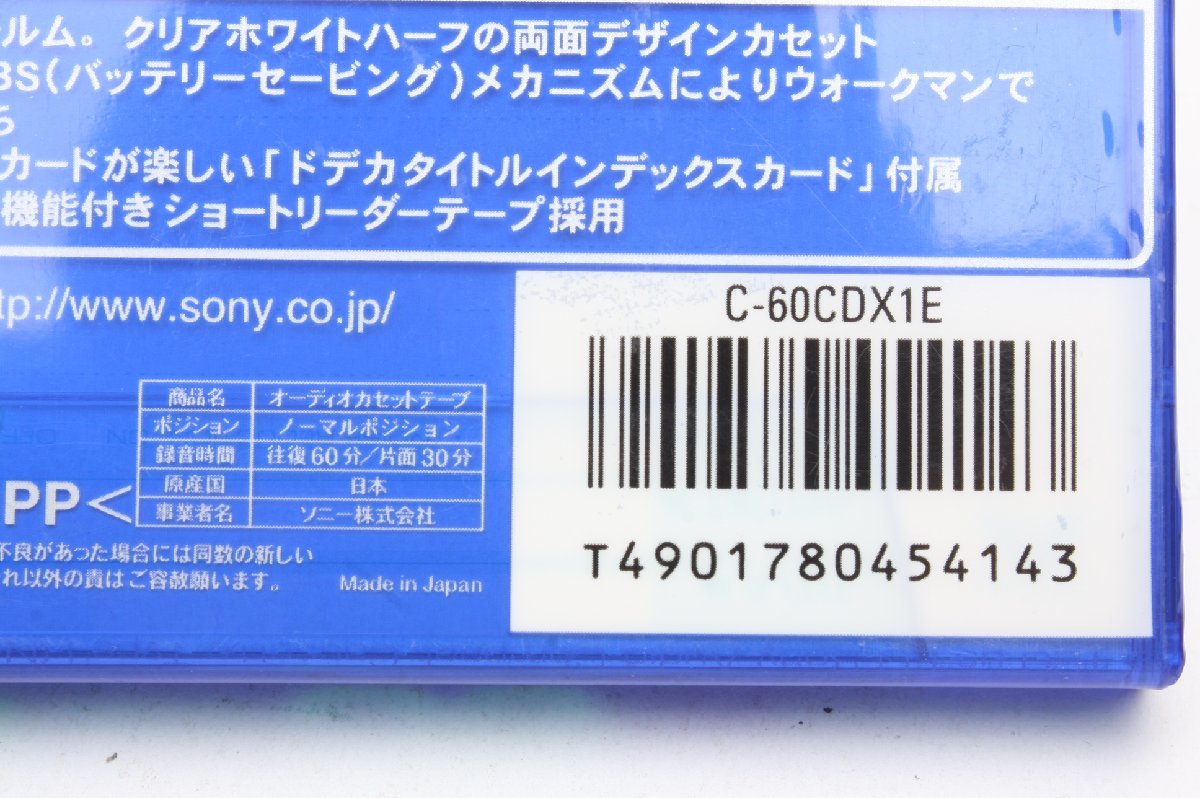 ルム。クリアホワイトハーフの両面デザインカセット
BS(バッテリーセービング)メカニズムによりウォークマンで
ち
カードが楽しい「ドデカタイトルインデックスカード」付属
機能付きショートリーダーテープ採用
tp://www.sony.co.jp/
C-60CDX1E
商品名 オーディオカセットテープ
ポジション ノーマルポジション
録音時間 往復60分/片面30分
原産国 日本
事業者名 ソニー株式会社
PP<
不良があった場合には同数の新しい
れ以外の責はご容赦願います。
Made in Japan
T4901780454143